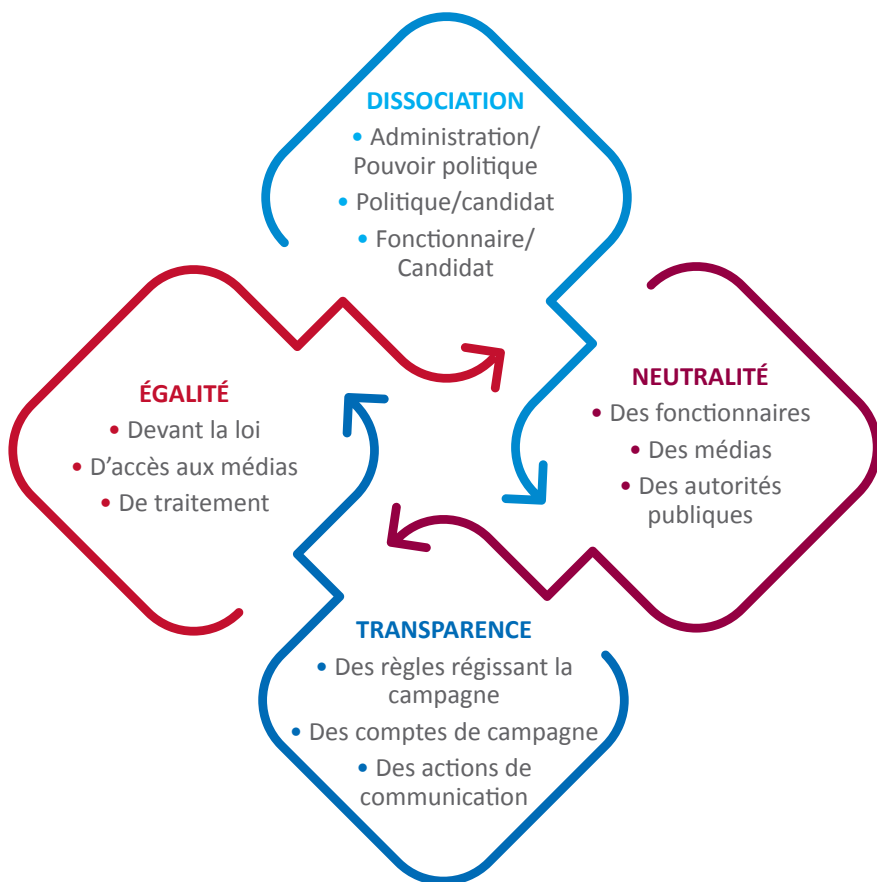 DISSOCIATION
• Administration/
Pouvoir politique
• Politique/candidat
• Fonctionnaire/
Candidat
ÉGALITÉ
• Devant la loi
• D’accès aux médias
• De traitement
NEUTRALITÉ
• Des fonctionnaires
• Des médias
• Des autorités
publiques
TRANSPARENCE
• Des règles régissant la
campagne
• Des comptes de campagne
• Des actions de
communication